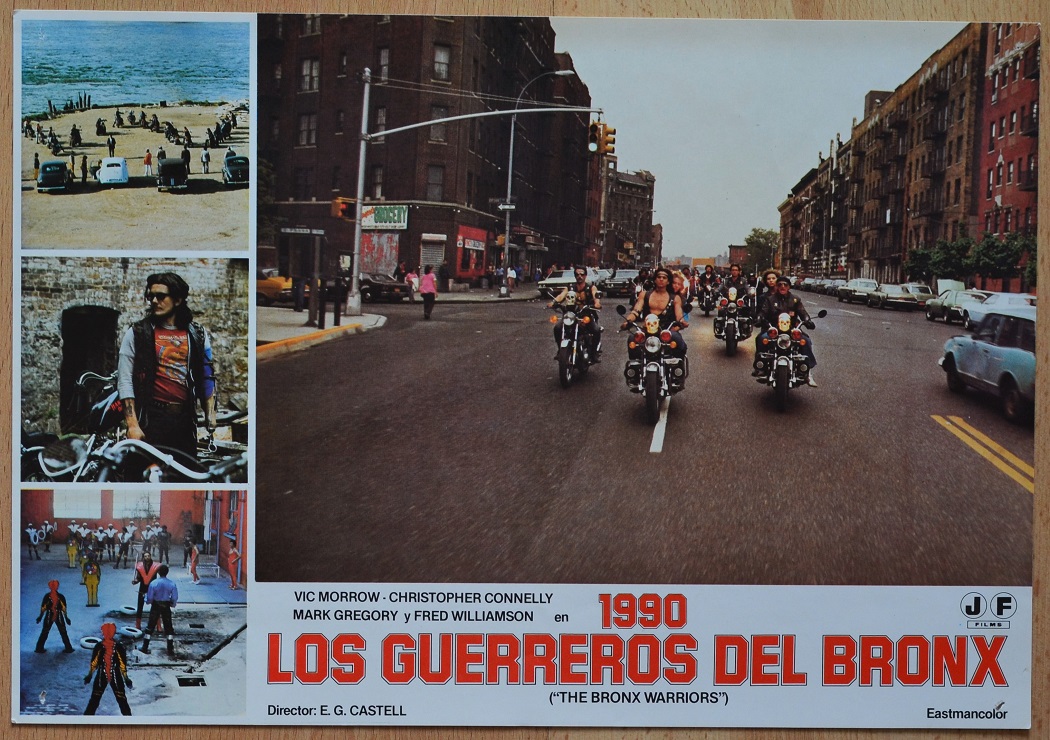 GROCERY
VIC MORROW - CHRISTOPHER CONNELLY
MARK GREGORY y FRED WILLIAMSON en
1990
LOS GUERREROS DEL BRONX
("THE BRONX WARRIORS")
Director: E. G. CASTELL
JF
FILMS
Eastmancolor